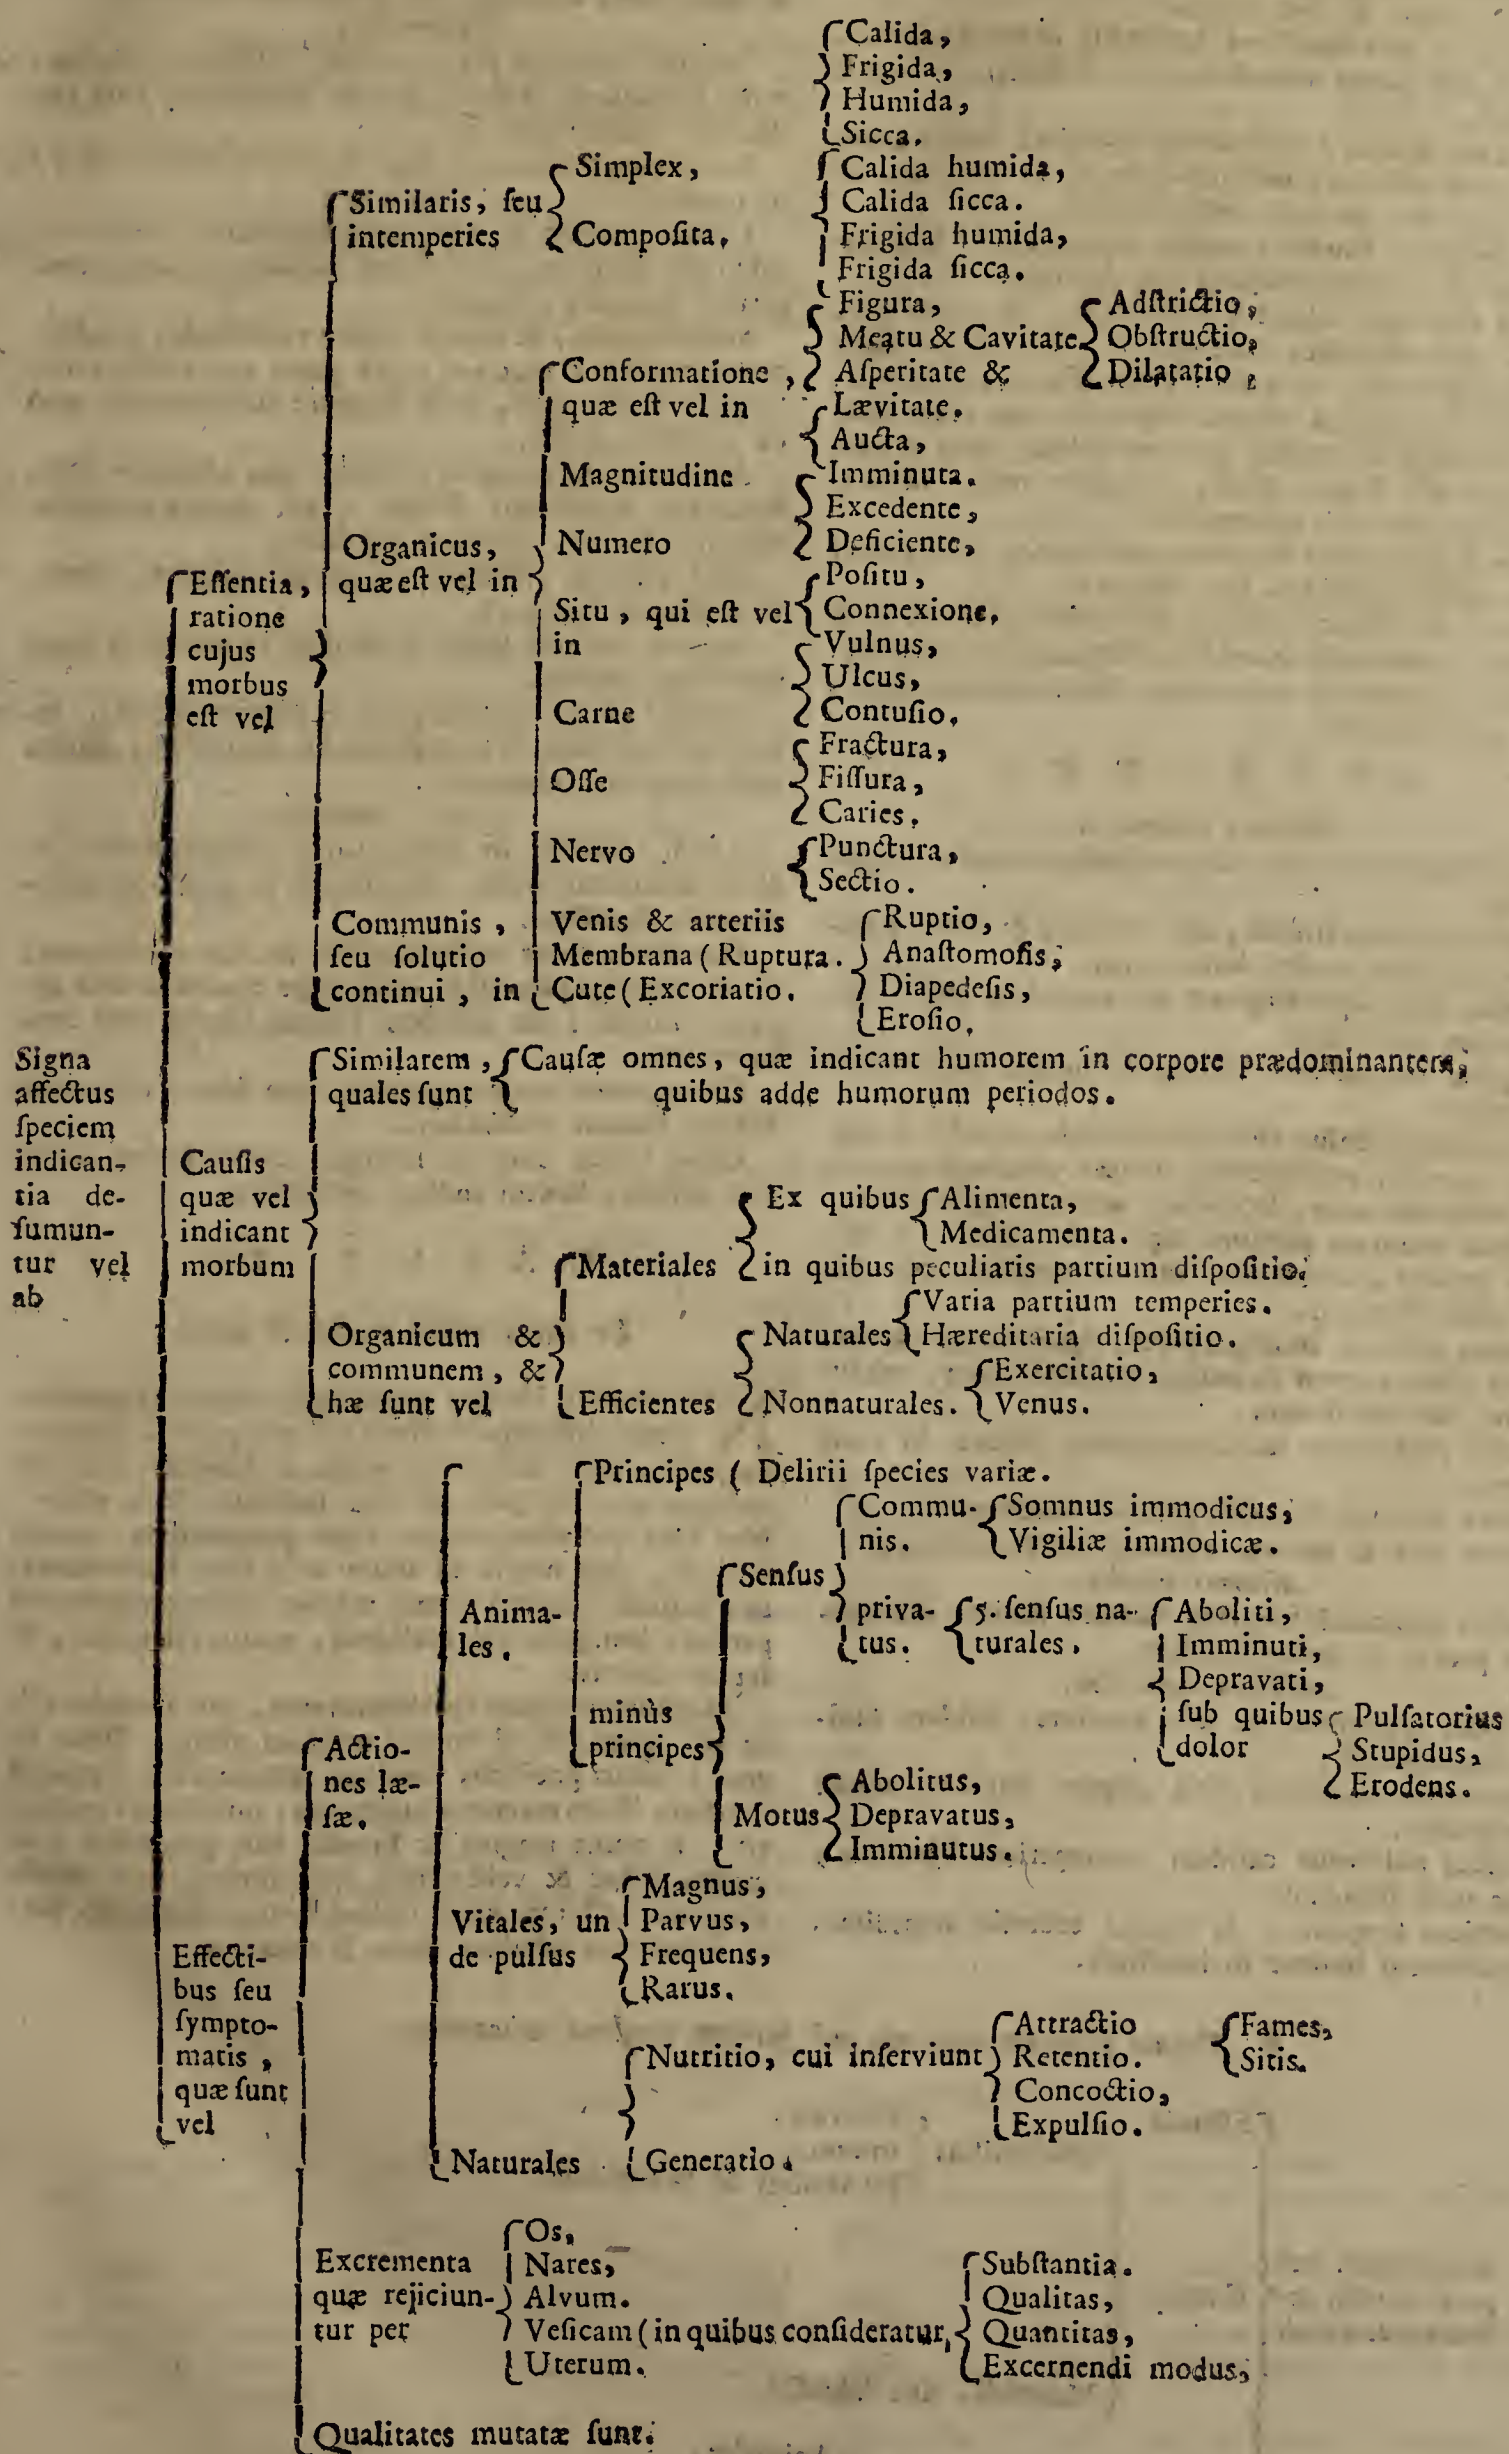 Calida,
Frigida,
Humida,
Sicca.
Simplex,
Calida humida,
Similaris, ſeu
Calida ſicca.
intemperies
Compoſita,
Frigida humida,
Frigida ſicca.
Figura,
Adſtrictio,
Meatu & Cavitate
Obſtructio,
Conformatione,
Aſperitate &
Dilatatio,
quæ eſt vel in
Lævitate.
Aucta,
Magnitudine
Imminuta.
Excedente,
Organicus,
Numero
Deficiente,
Eſſentia,
quæ eſt vel in
Poſitu,
ratione
Situ, qui eſt vel
Connexione,
cujus
in
Vulnus,
morbus
Ulcus,
eſt vel
Carne
Contuſio,
Fractura,
Oſſe
Fiſſura,
Caries,
Nervo
Punctura,
Sectio.
Communis,
Venis & arteriis
Ruptio,
ſeu ſolutio
Membrana (Ruptura.
Anaſtomoſis,
continui, in
Cute (Excoriatio.
Diapedeſis,
Eroſio,
Signa
Similarem,
Cauſæ omnes, quæ indicant humorem in corpore prædominantem,
affectus
quales ſunt
quibus adde humorum periodos.
ſpeciem
indican-
Cauſis
tia de-
quæ vel
Ex quibus
Alimenta,
ſumun-
indicant
Medicamenta.
tur vel
morbum
Materiales
in quibus peculiaris partium diſpoſitio.
ab
Varia partium temperies.
Organicum &
Naturales
Hæreditaria diſpoſitio.
communem, &
Exercitatio,
hæ ſunt vel
Efficientes
Nonnaturales.
Venus.
Principes ( Delirii ſpecies variæ.
Commu-
Somnus immodicus,
nis.
Vigiliæ immodicæ.
Senſus
Anima-
priva-
5. ſenſus na-
Aboliti,
les.
tus.
turales.
Imminuti,
Depravati,
minùs
ſub quibus
Pulſatorius
Actio-
principes
dolor
Stupidus,
nes læ-
Abolitus,
Erodens.
ſæ.
Motus
Depravatus,
Imminutus.
Magnus,
Vitales, un
Parvus,
Effecti-
de pulſus
Frequens,
bus ſeu
Rarus.
ſympto-
Attractio
Fames,
matis,
Nutritio, cui inſerviunt
Retentio.
Sitis.
quæ ſunt
Concoctio,
vel
Expulſio.
Naturales
Generatio.
Os,
Excrementa
Nares,
Subſtantia.
quæ rejiciun-
Alvum.
Qualitas,
tur per
Veſicam (in quibus conſideratur,
Quantitas,
Uterum.
Excernendi modus,
Qualitates mutatæ ſunt.